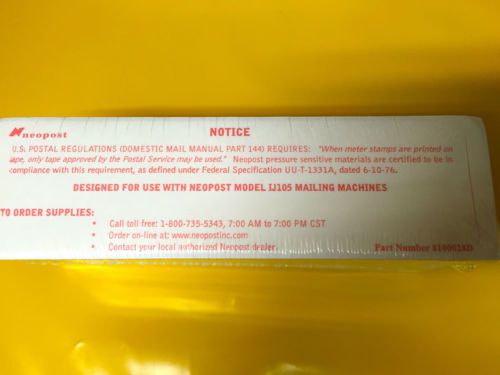 neopost
NOTICE
U.S. POSTAL REGULATIONS (DOMESTIC MAIL MANUAL PART 144) REQUIRES: "When meter stamps are printed on
tape, only tape approved by the Postal Service may be used." Neopost pressure sensitive materials are certified to be in
compliance with this requirement, as defined under Federal Specification UU-T-1331A, dated 6-10-76.
DESIGNED FOR USE WITH NEOPOST MODEL IJ105 MAILING MACHINES
TO ORDER SUPPLIES:
• Call toll free: 1-800-735-5343, 7:00 AM to 7:00 PM CST
• Order on-line at: www.neopostinc.com
• Contact your local authorized Neopost dealer
Part Number 8100028D